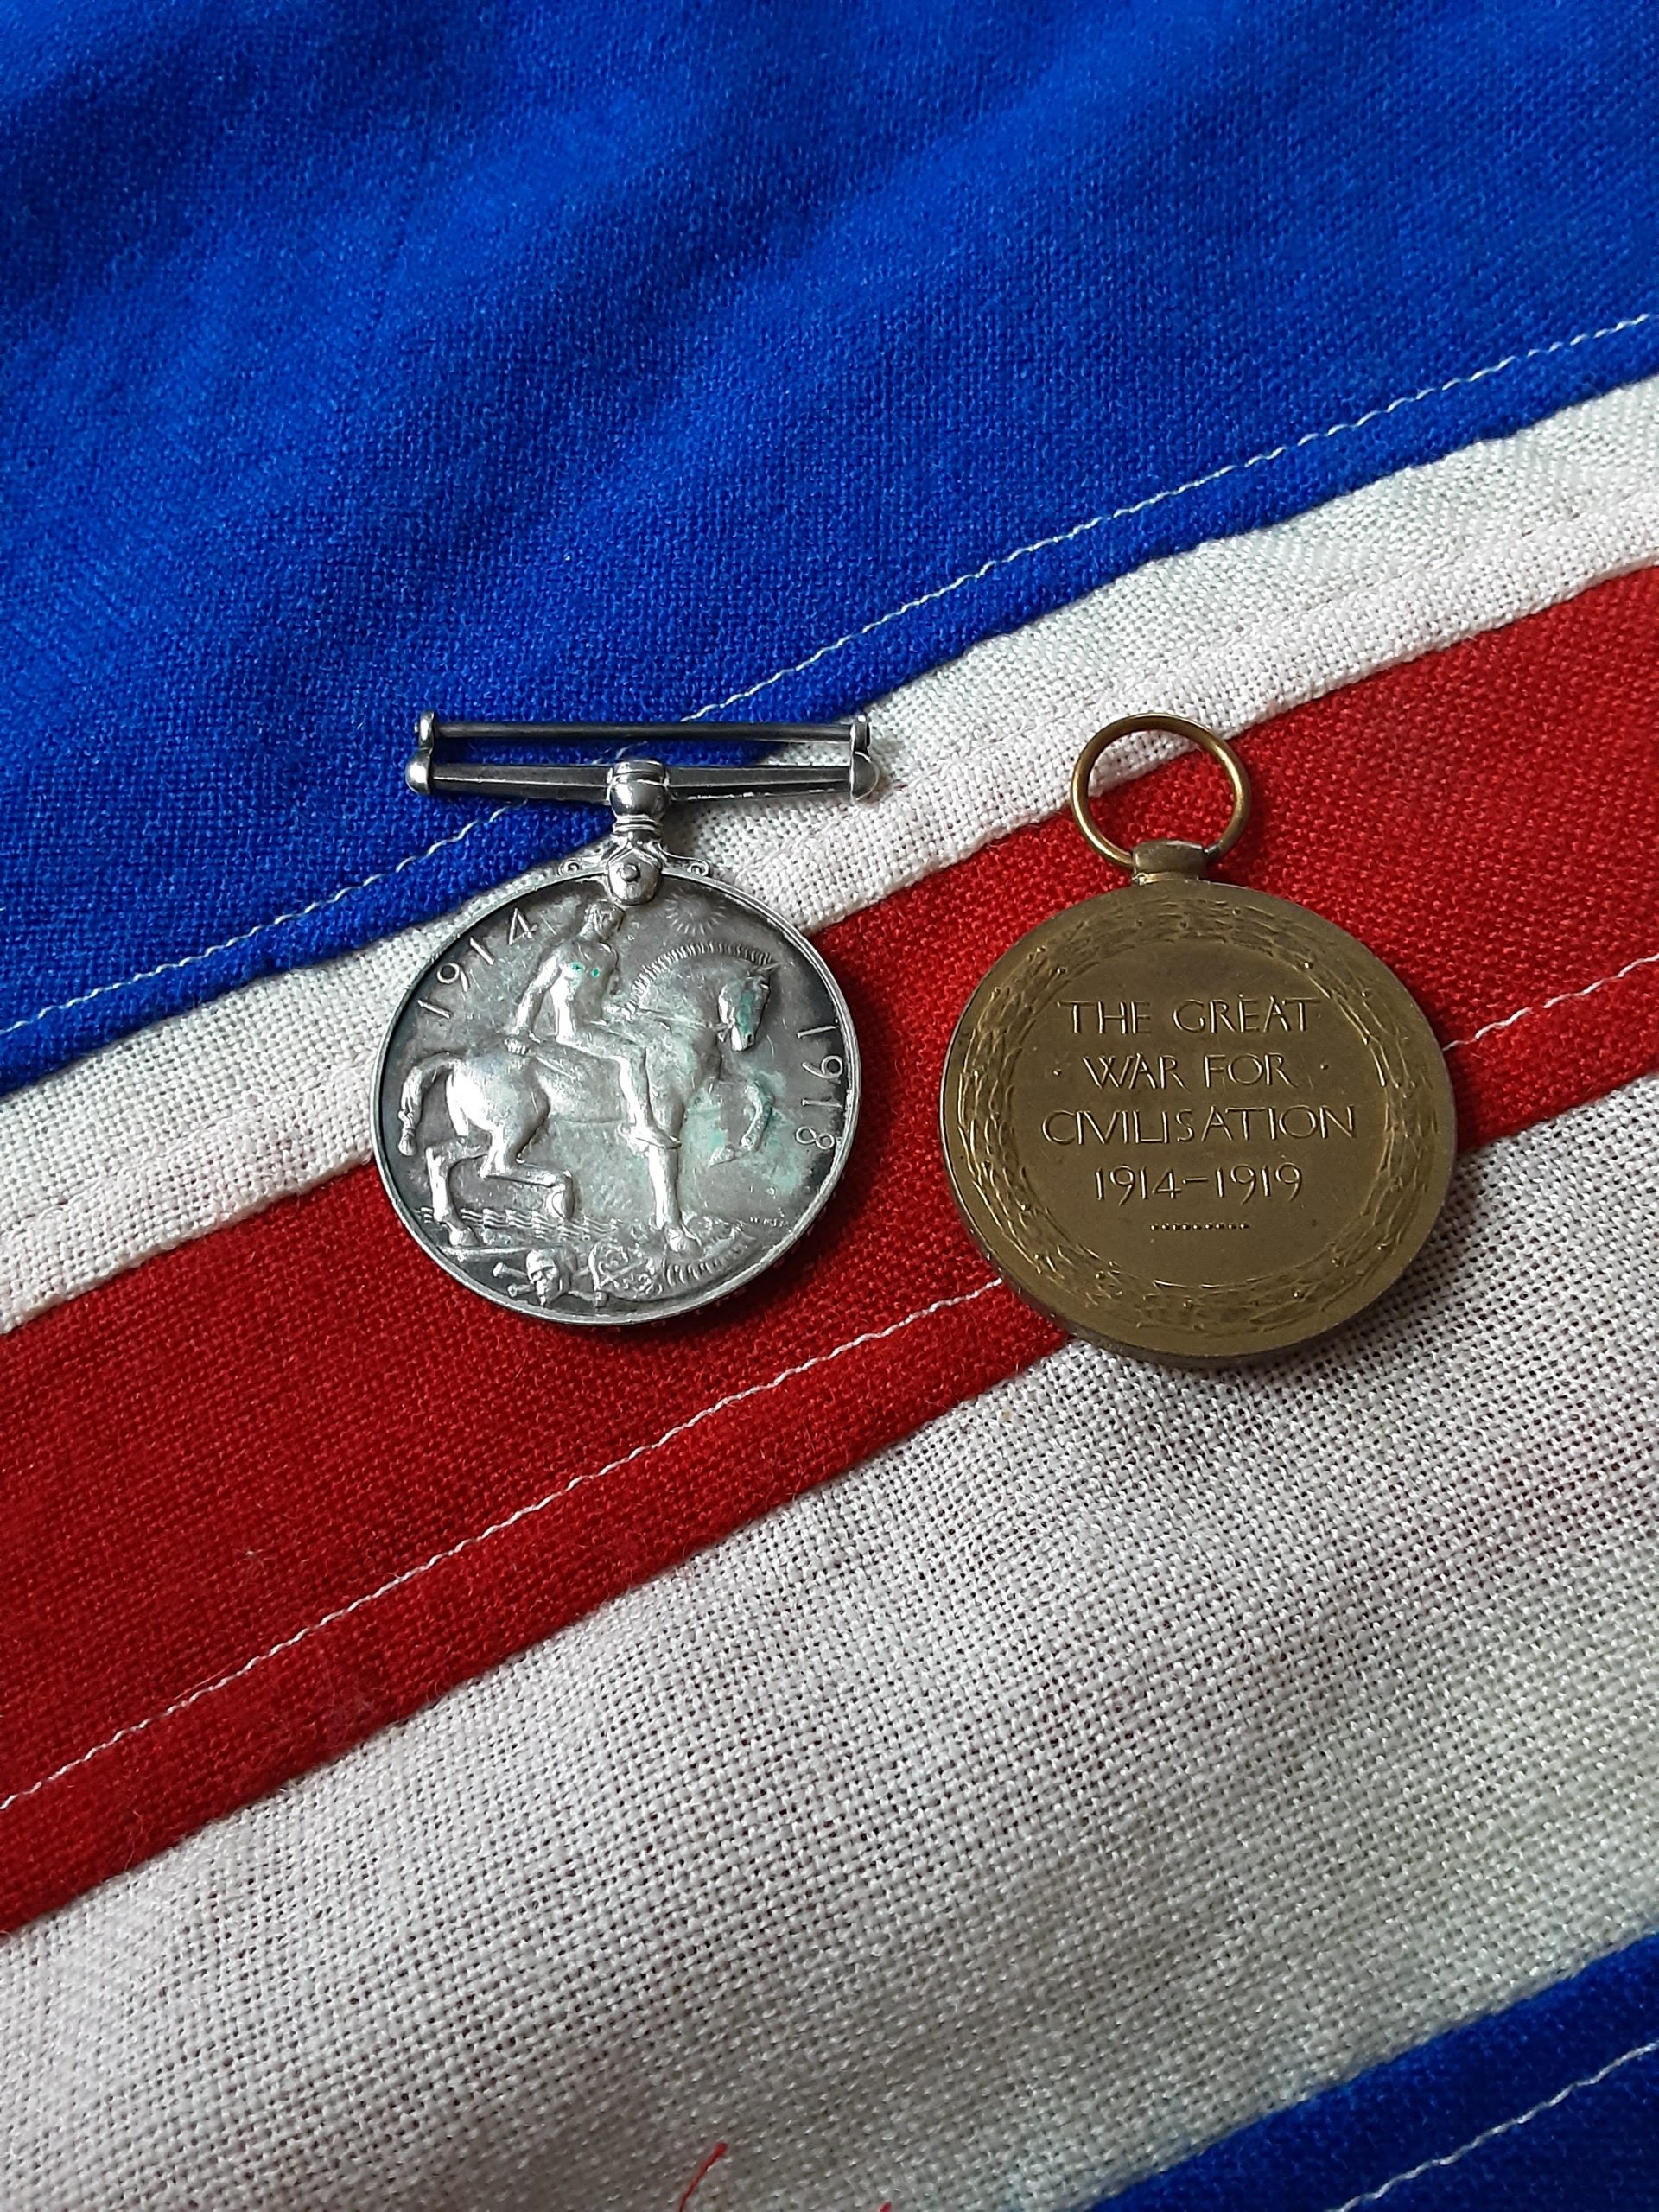 1914
1918
THE GREAT
· WAR FOR ·
CIVILISATION
1914-1919